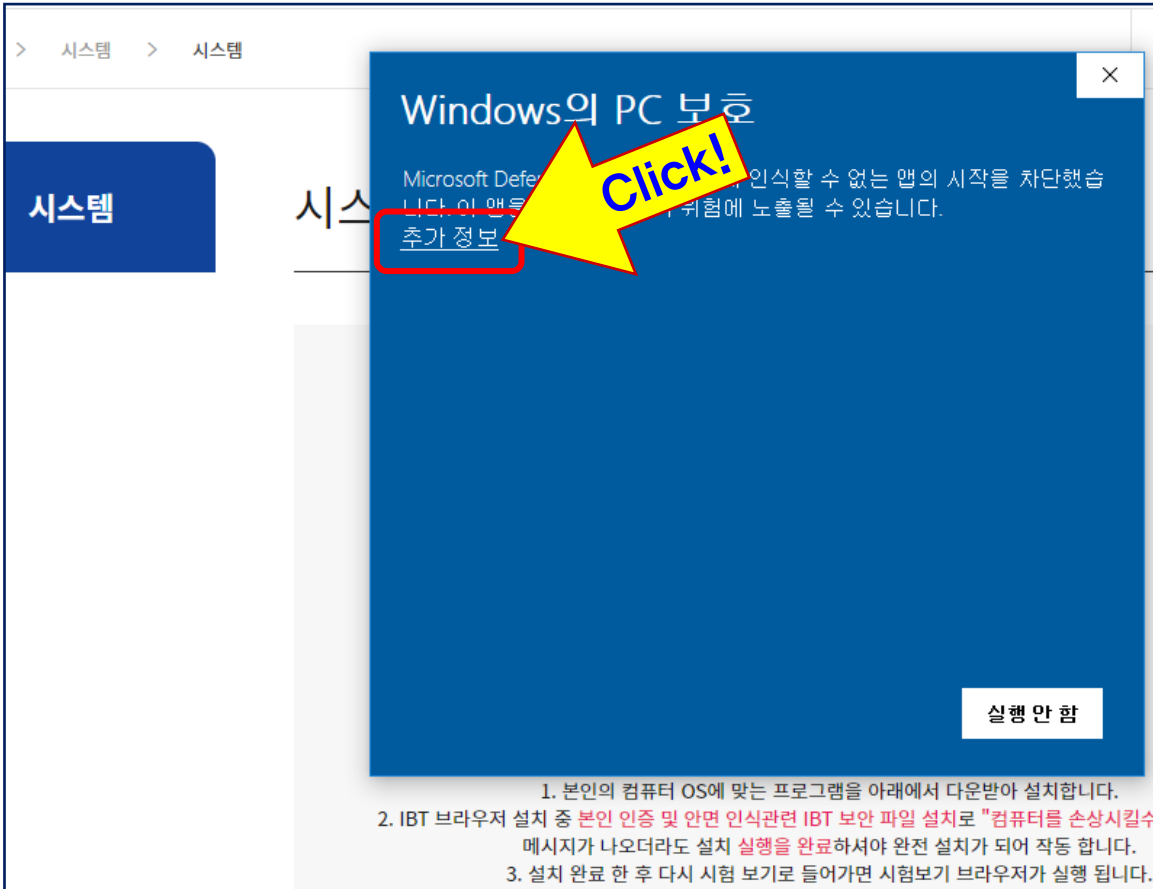 > 시스템 > 시스템
시스템
시스
Windows의 PC 보호
Microsoft Defe 인식할 수 없는 앱의 시작을 차단했습
니다. 이 앱을 위험에 노출될 수 있습니다.
추가 정보
Click!
실행 안 함
1. 본인의 컴퓨터 OS에 맞는 프로그램을 아래에서 다운받아 설치합니다.
2. IBT 브라우저 설치 중 본인 인증 및 안면 인식관련 IBT 보안 파일 설치로 "컴퓨터를 손상시킬수
메시지가 나오더라도 설치 실행을 완료하셔야 완전 설치가 되어 작동 합니다.
3. 설치 완료 한 후 다시 시험 보기로 들어가면 시험보기 브라우저가 실행 됩니다.